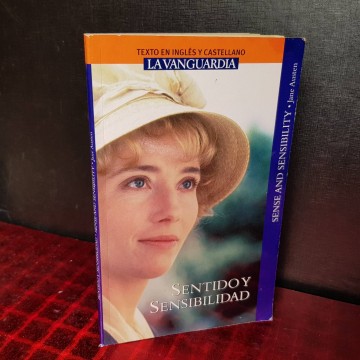 TEXTO EN INGLÉS Y CASTELLANO
LA VANGUARDIA
SENTIDO Y
SENSIBILIDAD
SENSE AND SENSIBILITY • Jane Austen